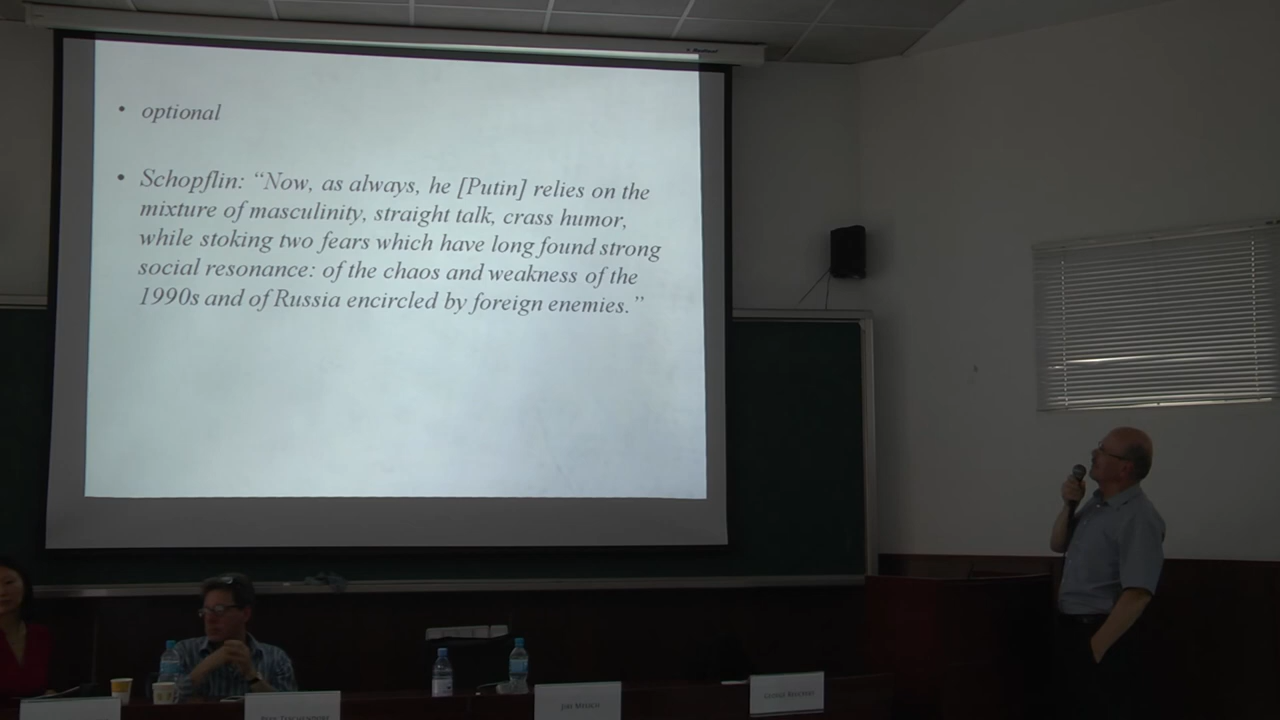 • optional
• Schopflin: “Now, as always, he [Putin] relies on the
mixture of masculinity, straight talk, crass humor,
while stoking two fears which have long found strong
social resonance: of the chaos and weakness of the
1990s and of Russia encircled by foreign enemies.”